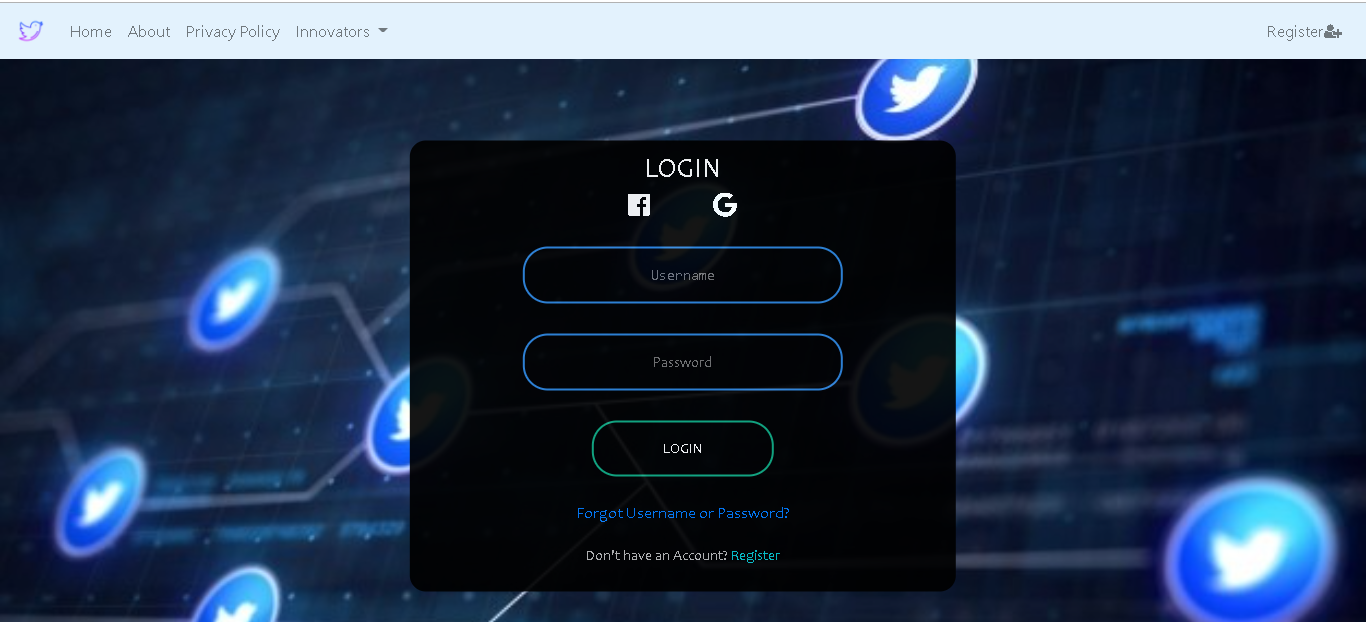 Home About Privacy Policy Innovators Register
LOGIN
Username
Password
LOGIN
Forgot Username or Password?
Don't have an Account? Register